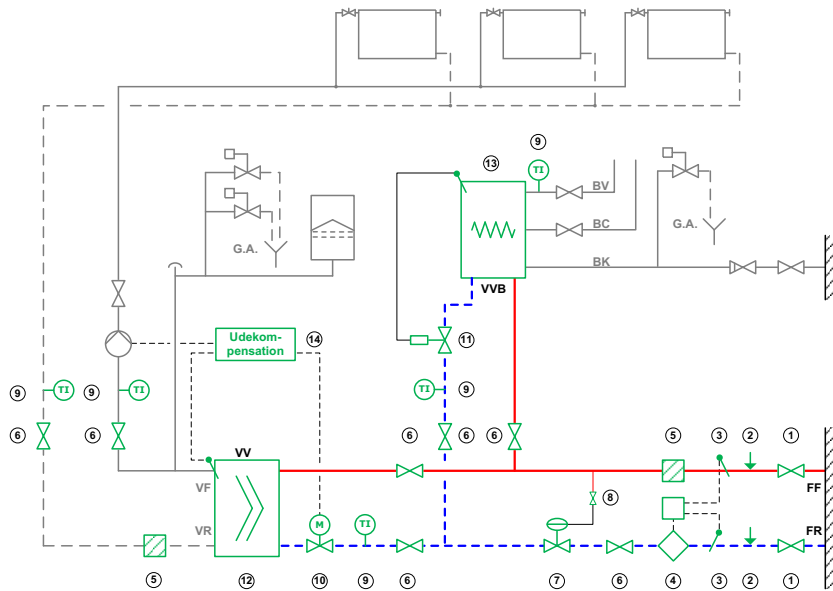 9
13
TI
BV
BC
BK
G.A.
G.A.
VVB
Udekom-
pensation
14
11
9
TI
9
TI
TI
9
6
6
6
6
6
5
3
2
1
VV
VF
FF
8
VR
M
TI
FR
5
12
10
9
6
7
6
4
3
2
1